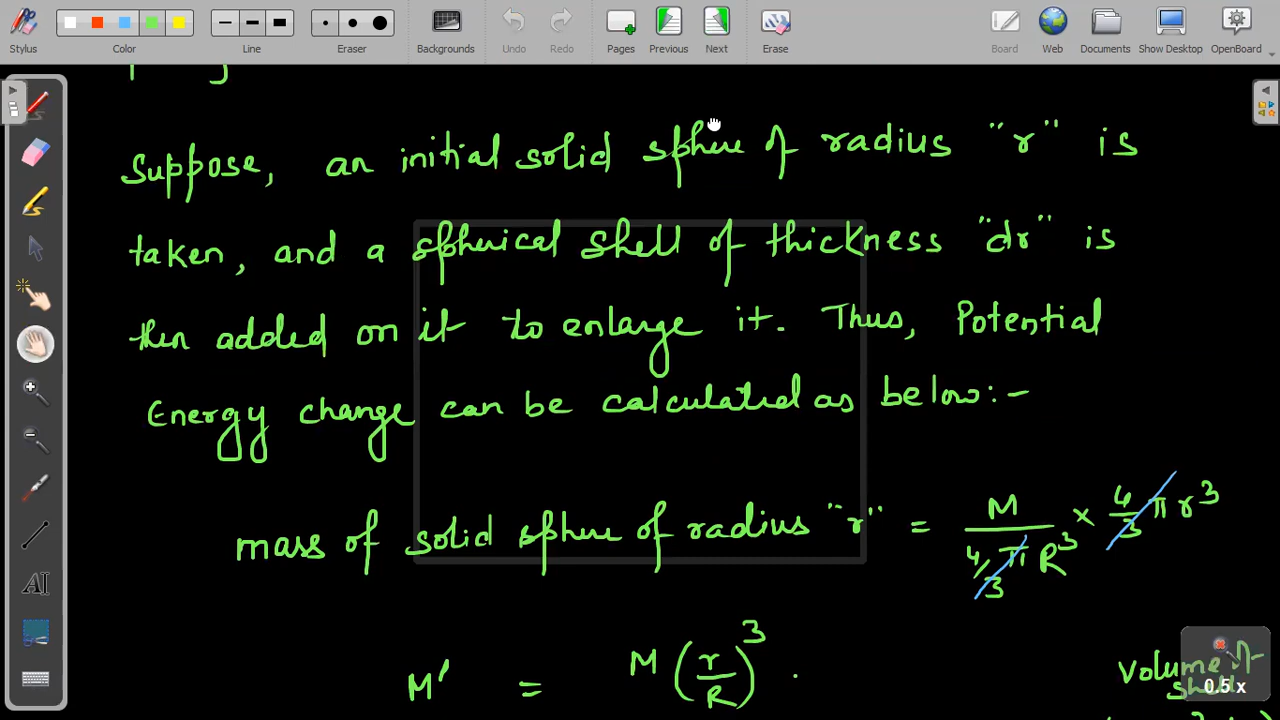 Stylus
Color
Line
Eraser
Backgrounds
Undo
Redo
Pages
Previous
Next
Erase
Board
Web
Documents
Show Desktop
OpenBoard
Suppose, an initial solid sphere of radius "r" is
taken, and a spherical shell of thickness "dr" is
then added on it to enlarge it. Thus, Potential
Energy change can be calculated as below:-
mass of solid sphere of radius "r" = M / (4/3 π R³) × 4/3 π r³
M' = M (r/R)³ .
Volume of
shell
0.5 x